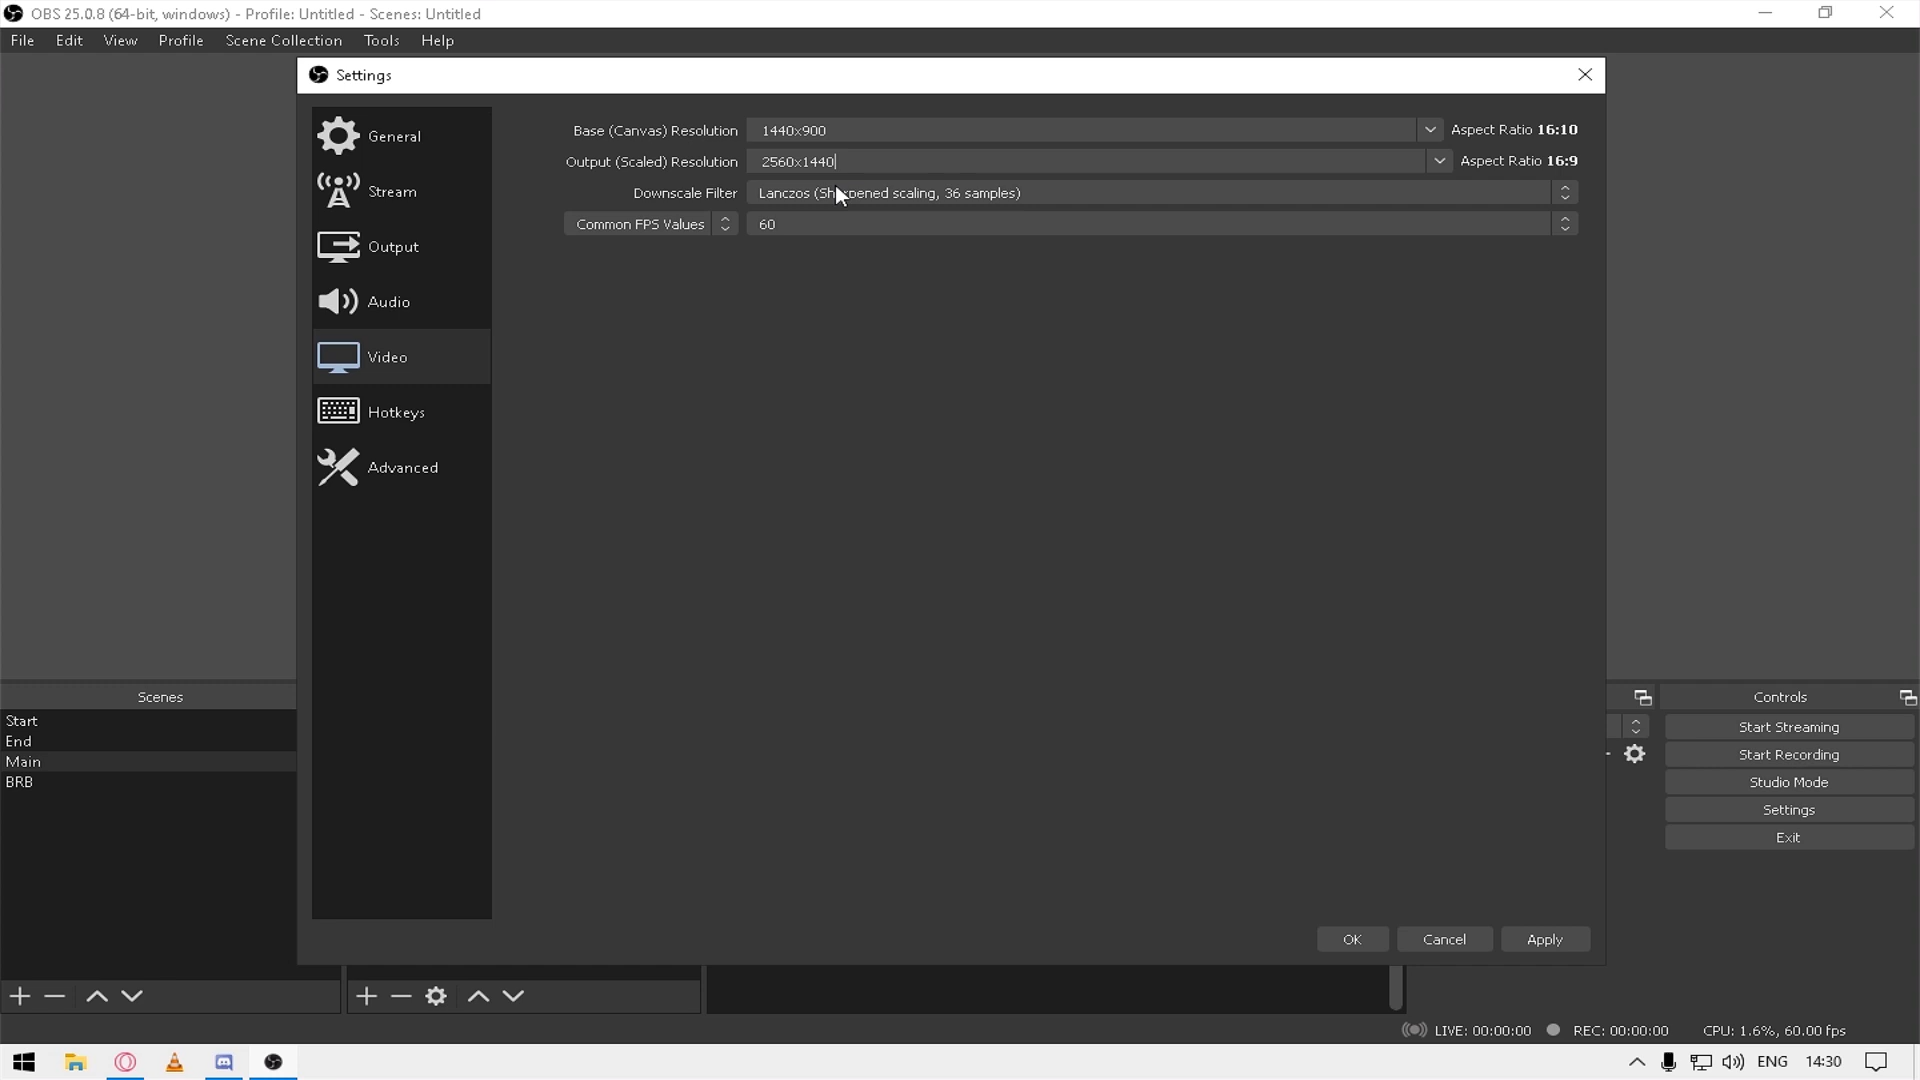 OBS 25.0.8 (64-bit, windows) - Profile: Untitled - Scenes: Untitled
File Edit View Profile Scene Collection Tools Help
Settings
General
Stream
Output
Audio
Video
Hotkeys
Advanced
Base (Canvas) Resolution 1440x900 Aspect Ratio 16:10
Output (Scaled) Resolution 2560x1440 Aspect Ratio 16:9
Downscale Filter Lanczos (Sharpened scaling, 36 samples)
Common FPS Values 60
OK Cancel Apply
Scenes
Start
End
Main
BRB
Controls
Start Streaming
Start Recording
Studio Mode
Settings
Exit
LIVE: 00:00:00 REC: 00:00:00 CPU: 1.6%, 60.00 fps
ENG 14:30